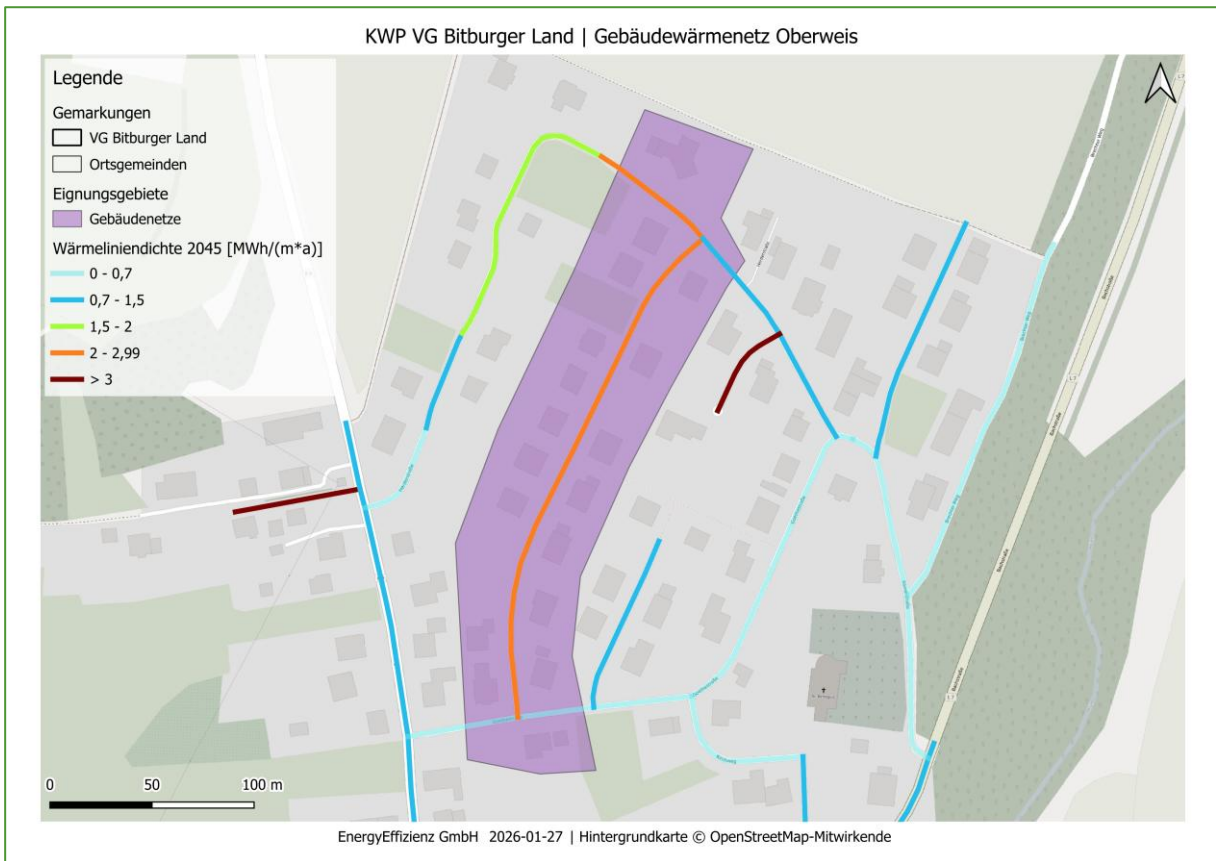 KWP VG Bitburger Land | Gebäudewärmenetz Oberweis
Legende
Gemarkungen
VG Bitburger Land
Ortsgemeinden
Eignungsgebiete
Gebäudenetze
Wärmeliniendichte 2045 [MWh/(m*a)]
0 - 0,7
0,7 - 1,5
1,5 - 2
2 - 2,99
> 3
0 50 100 m
EnergyEffizienz GmbH 2026-01-27 | Hintergrundkarte © OpenStreetMap-Mitwirkende